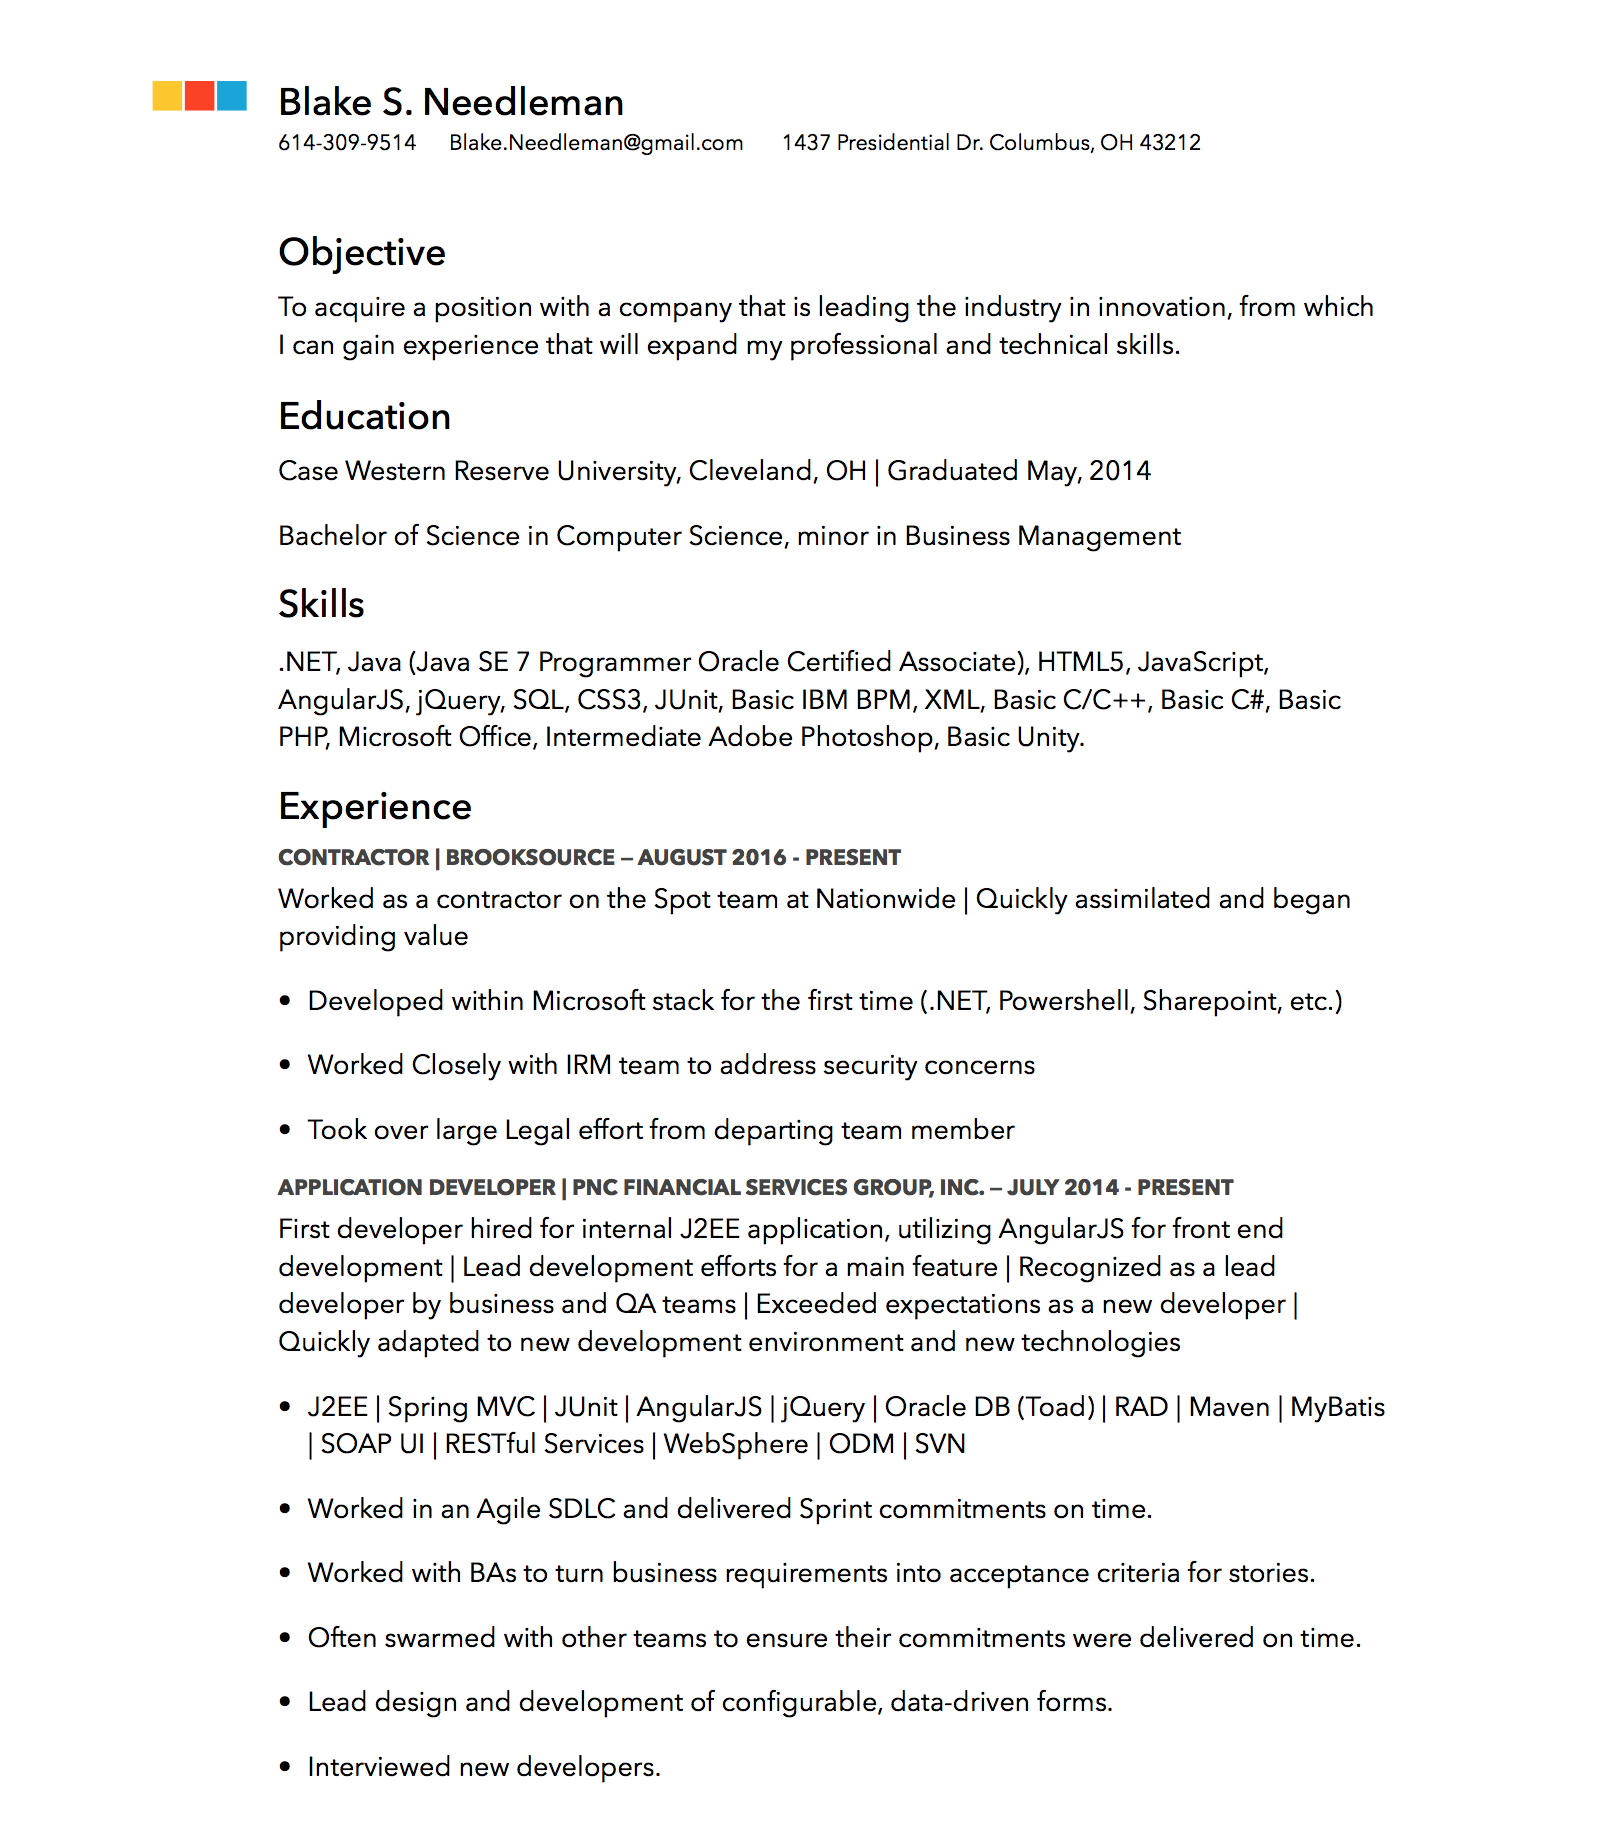 Blake S. Needleman
614-309-9514 Blake.Needleman@gmail.com 1437 Presidential Dr. Columbus, OH 43212
Objective
To acquire a position with a company that is leading the industry in innovation, from which
I can gain experience that will expand my professional and technical skills.
Education
Case Western Reserve University, Cleveland, OH | Graduated May, 2014
Bachelor of Science in Computer Science, minor in Business Management
Skills
.NET, Java (Java SE 7 Programmer Oracle Certified Associate), HTML5, JavaScript,
AngularJS, jQuery, SQL, CSS3, JUnit, Basic IBM BPM, XML, Basic C/C++, Basic C#, Basic
PHP, Microsoft Office, Intermediate Adobe Photoshop, Basic Unity.
Experience
CONTRACTOR | BROOKSOURCE – AUGUST 2016 - PRESENT
Worked as a contractor on the Spot team at Nationwide | Quickly assimilated and began
providing value
• Developed within Microsoft stack for the first time (.NET, Powershell, Sharepoint, etc.)
• Worked Closely with IRM team to address security concerns
• Took over large Legal effort from departing team member
APPLICATION DEVELOPER | PNC FINANCIAL SERVICES GROUP, INC. – JULY 2014 - PRESENT
First developer hired for internal J2EE application, utilizing AngularJS for front end
development | Lead development efforts for a main feature | Recognized as a lead
developer by business and QA teams | Exceeded expectations as a new developer |
Quickly adapted to new development environment and new technologies
• J2EE | Spring MVC | JUnit | AngularJS | jQuery | Oracle DB (Toad) | RAD | Maven | MyBatis
| SOAP UI | RESTful Services | WebSphere | ODM | SVN
• Worked in an Agile SDLC and delivered Sprint commitments on time.
• Worked with BAs to turn business requirements into acceptance criteria for stories.
• Often swarmed with other teams to ensure their commitments were delivered on time.
• Lead design and development of configurable, data-driven forms.
• Interviewed new developers.